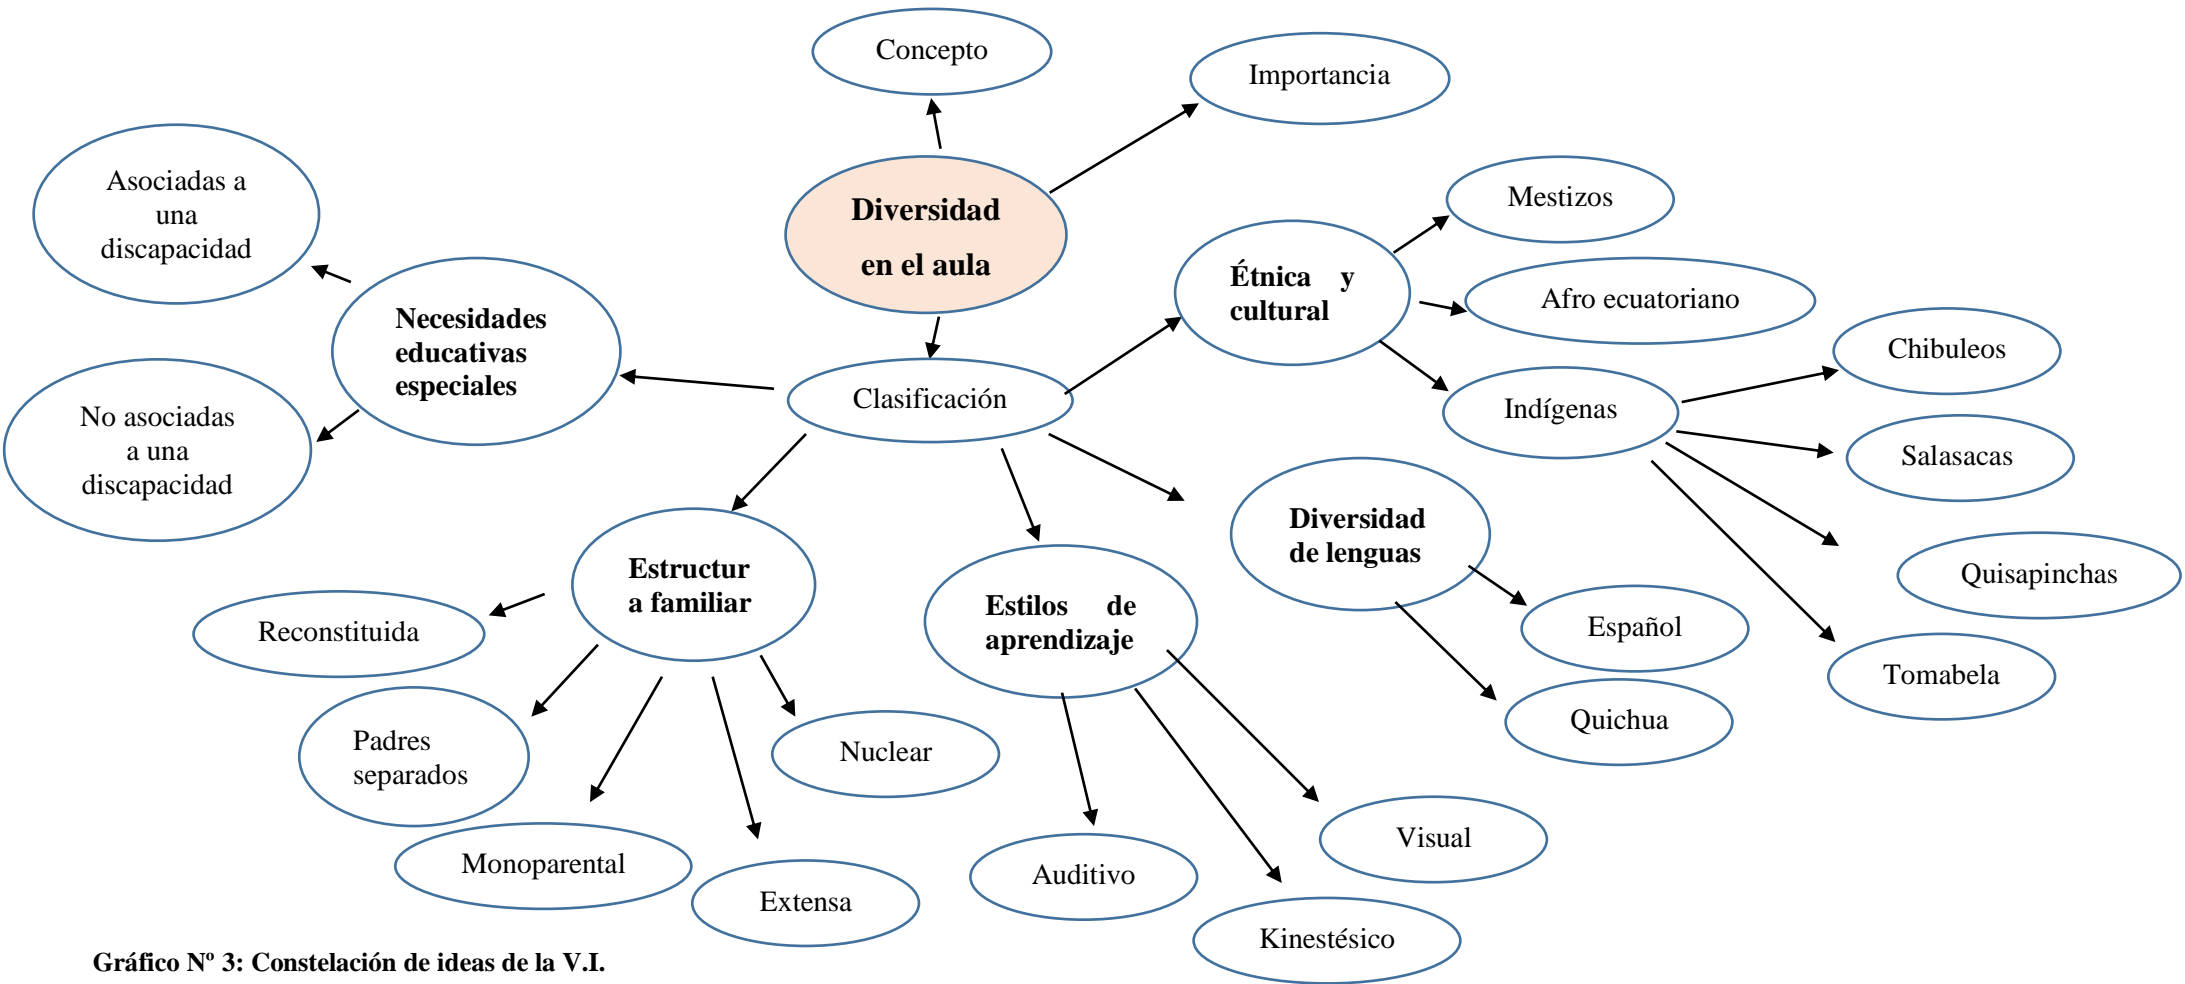 Concepto
Importancia
Diversidad
en el aula
Clasificación
Asociadas a
una
discapacidad
Necesidades
educativas
especiales
No asociadas
a una
discapacidad
Étnica y
cultural
Mestizos
Afro ecuatoriano
Indígenas
Chibuleos
Salasacas
Quisapinchas
Tomabela
Diversidad
de lenguas
Español
Quichua
Estructur
a familiar
Reconstituida
Padres
separados
Monoparental
Extensa
Nuclear
Estilos de
aprendizaje
Auditivo
Kinestésico
Visual
Gráfico Nº 3: Constelación de ideas de la V.I.